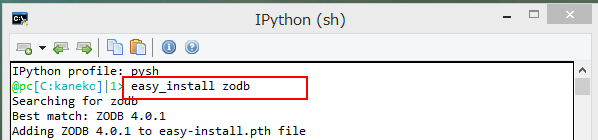 IPython (sh)
IPython profile: pysh
@pc[C:kaneko]|1> easy_install zodb
Searching for zodb
Best match: ZODB 4.0.1
Adding ZODB 4.0.1 to easy-install.pth file